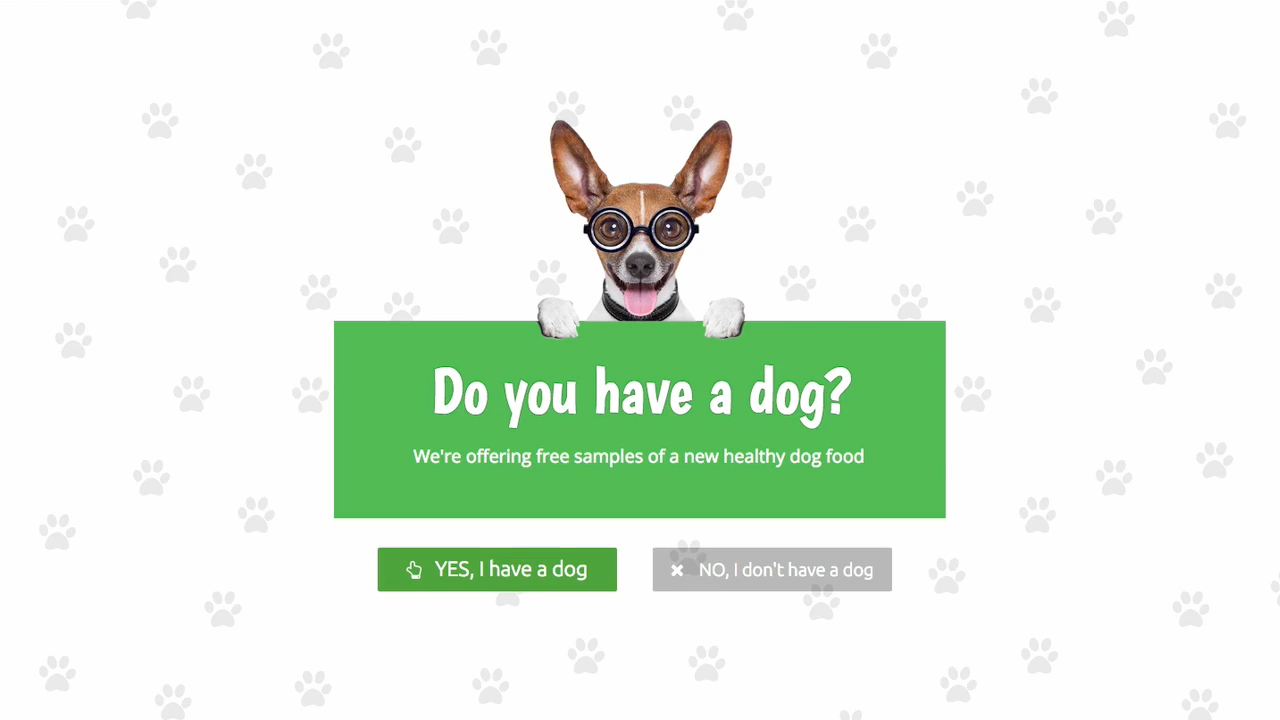 Do you have a dog?
We're offering free samples of a new healthy dog food
YES, I have a dog
NO, I don't have a dog